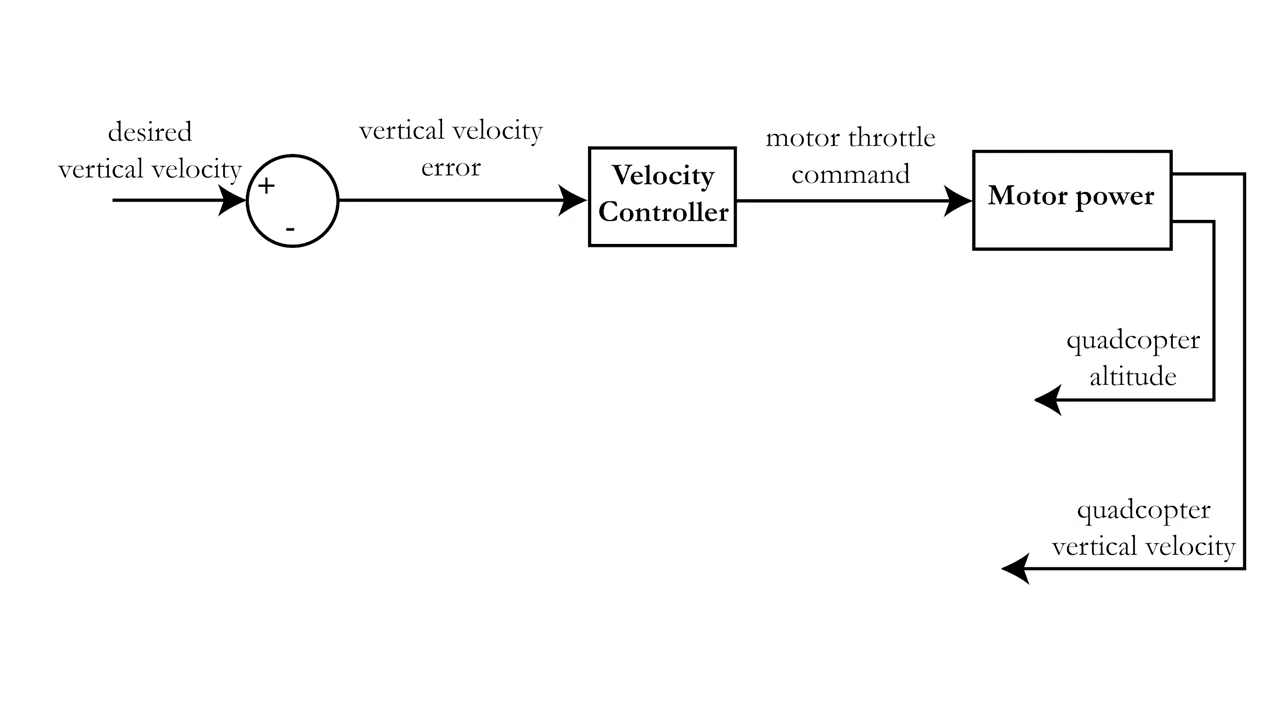 desired
vertical velocity
+
-
vertical velocity
error
Velocity
Controller
motor throttle
command
Motor power
quadcopter
altitude
quadcopter
vertical velocity